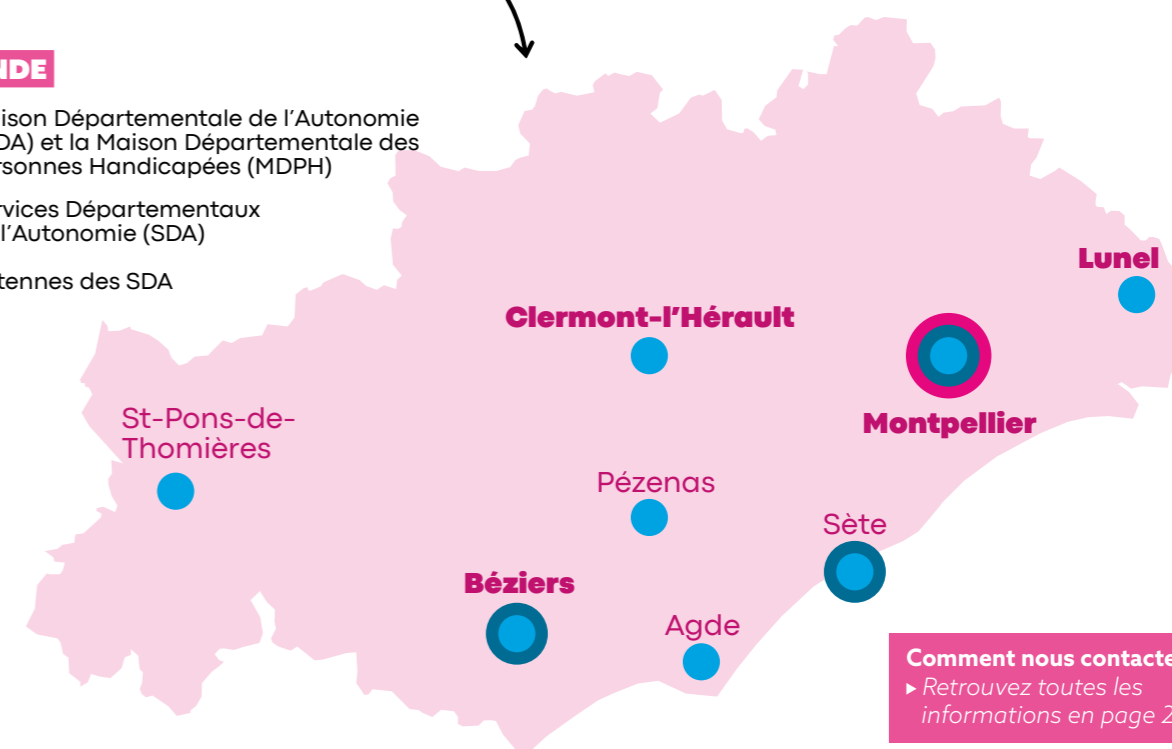 NDE
ison Départementale de l'Autonomie
DA) et la Maison Départementale des
rsonnes Handicapées (MDPH)
rvices Départementaux
l'Autonomie (SDA)
tennes des SDA
Lunel
Clermont-l'Hérault
Montpellier
St-Pons-de-
Thomières
Pézenas
Sète
Béziers
Agde
Comment nous contacte
▸ Retrouvez toutes les
informations en page 2